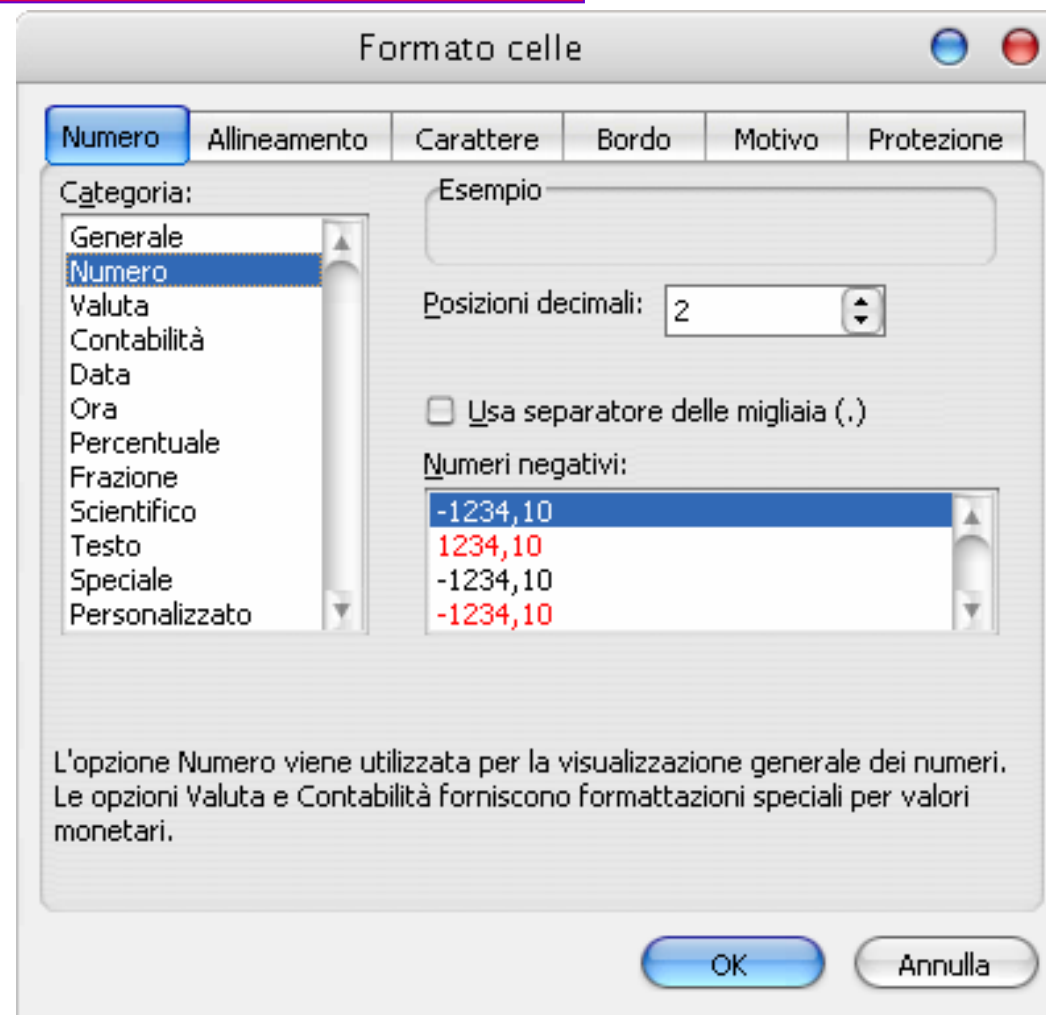 Formato celle
Numero Allineamento Carattere Bordo Motivo Protezione
Categoria:
Generale
Numero
Valuta
Contabilità
Data
Ora
Percentuale
Frazione
Scientifico
Testo
Speciale
Personalizzato
Esempio
Posizioni decimali: 2
Usa separatore delle migliaia (.)
Numeri negativi:
-1234,10
1234,10
-1234,10
-1234,10
L'opzione Numero viene utilizzata per la visualizzazione generale dei numeri.
Le opzioni Valuta e Contabilità forniscono formattazioni speciali per valori
monetari.
OK Annulla